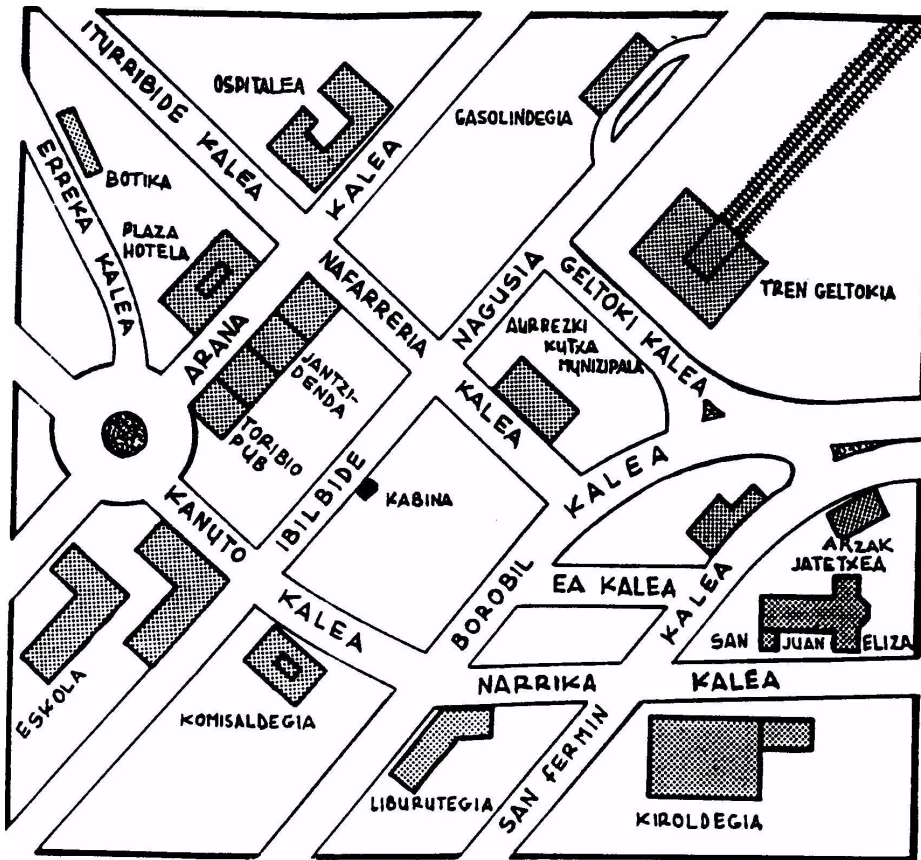 ITURRIBIDE KALEA
OSPITALEA
KALEA
GASOLINDEGIA
ERREKA KALEA
BOTIKA
PLAZA
HOTELA
ARANA
NAFARRERIA
KALEA
NAGUSIA
GELTOKI KALEA
TREN GELTOKIA
AURREZKI
KUTXA
MUNIZIPALA
JANTZI-
DENDA
TORIBIO
PUB
IBILBIDE
KABINA
KANUTO
KALEA
BOROBIL
KALEA
EA KALEA
KALEA
ARZAK
JATETXEA
SAN JUAN ELIZA
ESKOLA
KOMISALDEGIA
NARRIKA KALEA
LIBURUTEGIA
SAN FERMIN
KIROLDEGIA